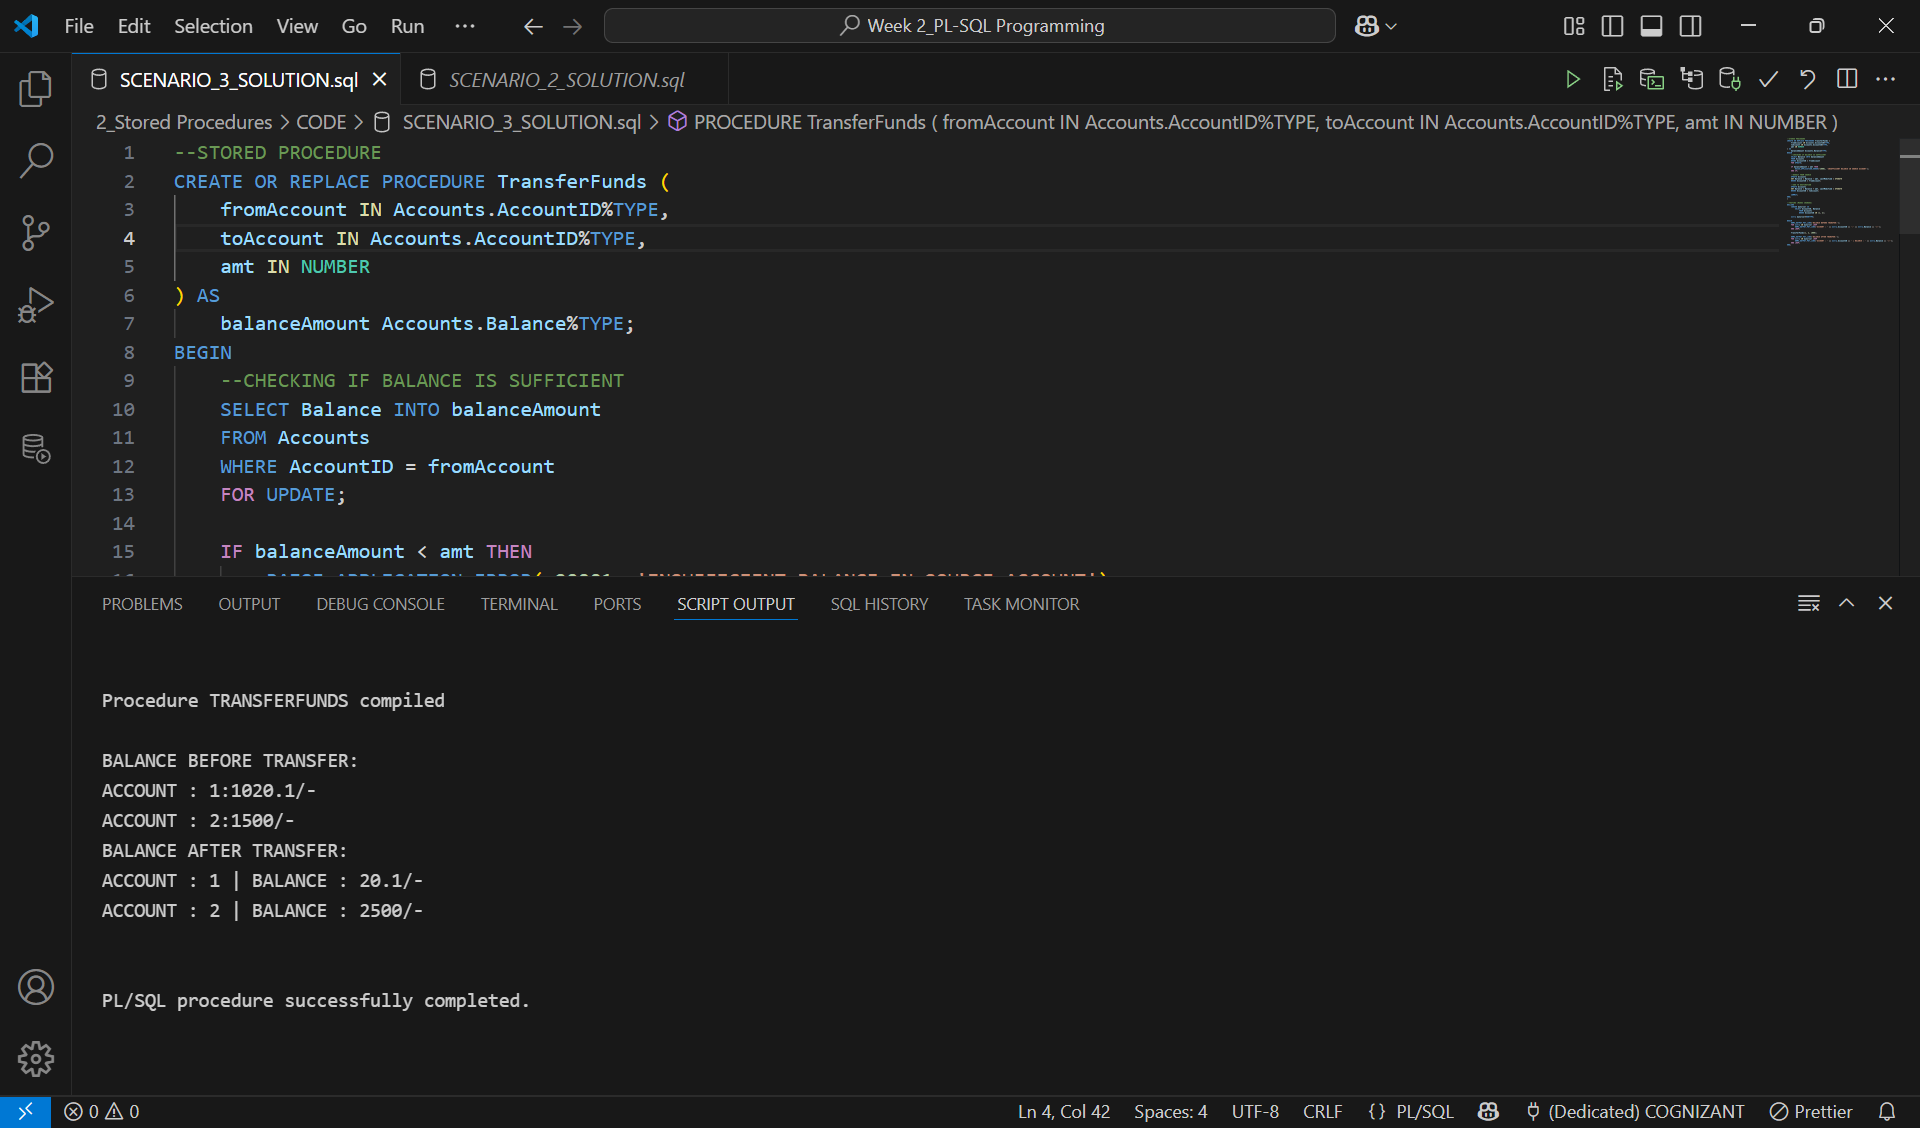 File Edit Selection View Go Run ···
Week 2_PL-SQL Programming
SCENARIO_3_SOLUTION.sql
SCENARIO_2_SOLUTION.sql
2_Stored Procedures > CODE > SCENARIO_3_SOLUTION.sql > PROCEDURE TransferFunds ( fromAccount IN Accounts.AccountID%TYPE, toAccount IN Accounts.AccountID%TYPE, amt IN NUMBER )
1 --STORED PROCEDURE
2 CREATE OR REPLACE PROCEDURE TransferFunds (
3 fromAccount IN Accounts.AccountID%TYPE,
4 toAccount IN Accounts.AccountID%TYPE,
5 amt IN NUMBER
6 ) AS
7 balanceAmount Accounts.Balance%TYPE;
8 BEGIN
9 --CHECKING IF BALANCE IS SUFFICIENT
10 SELECT Balance INTO balanceAmount
11 FROM Accounts
12 WHERE AccountID = fromAccount
13 FOR UPDATE;
14
15 IF balanceAmount < amt THEN
PROBLEMS OUTPUT DEBUG CONSOLE TERMINAL PORTS SCRIPT OUTPUT SQL HISTORY TASK MONITOR
Procedure TRANSFERFUNDS compiled
BALANCE BEFORE TRANSFER:
ACCOUNT : 1:1020.1/-
ACCOUNT : 2:1500/-
BALANCE AFTER TRANSFER:
ACCOUNT : 1 | BALANCE : 20.1/-
ACCOUNT : 2 | BALANCE : 2500/-
PL/SQL procedure successfully completed.
0 0 Ln 4, Col 42 Spaces: 4 UTF-8 CRLF {} PL/SQL (Dedicated) COGNIZANT Prettier